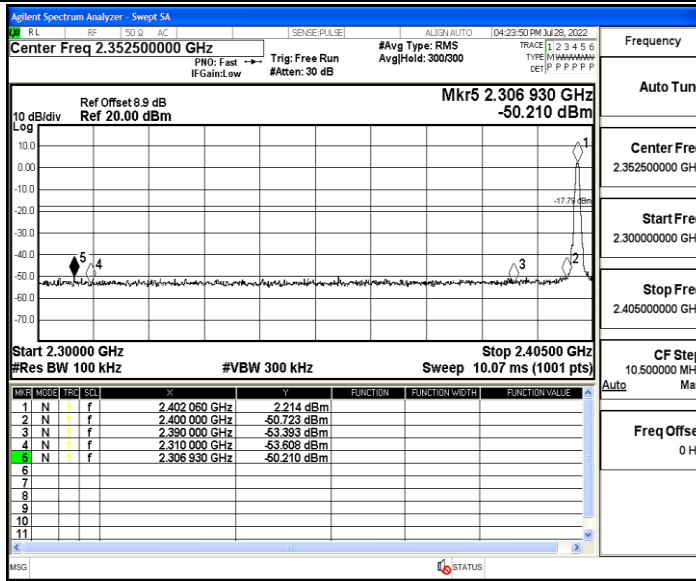 Agilent Spectrum Analyzer - Swept SA
RL RF 50 Ω AC SENSE:PULSE ALIGN AUTO 04:23:50 PM Jul 28, 2022
Center Freq 2.352500000 GHz
PNO: Fast
IFGain:Low
Trig: Free Run
#Atten: 30 dB
#Avg Type: RMS
Avg|Hold: 300/300
TRACE 1 2 3 4 5 6
TYPE M WWWWW
DET P P P P P P
Mkr5 2.306 930 GHz
-50.210 dBm
Ref Offset 8.9 dB
10 dB/div Ref 20.00 dBm
Log
10.0
0.00
-10.0
-20.0
-30.0
-40.0
-50.0
-60.0
-70.0
-17.79 dBm
1
2
3
4
5
Start 2.30000 GHz Stop 2.40500 GHz
#Res BW 100 kHz #VBW 300 kHz Sweep 10.07 ms (1001 pts)
MKR MODE TRC SCL X Y FUNCTION FUNCTION WIDTH FUNCTION VALUE
1 N 1 f 2.402 060 GHz 2.214 dBm
2 N 1 f 2.400 000 GHz -50.723 dBm
3 N 1 f 2.390 000 GHz -53.393 dBm
4 N 1 f 2.310 000 GHz -53.608 dBm
5 N 1 f 2.306 930 GHz -50.210 dBm
6
7
8
9
10
11
MSG STATUS
Frequency
Auto Tun
Center Fre
2.352500000 GH
Start Fre
2.300000000 GH
Stop Fre
2.405000000 GH
CF Step
10.500000 MH
Auto Ma
Freq Offse
0 H